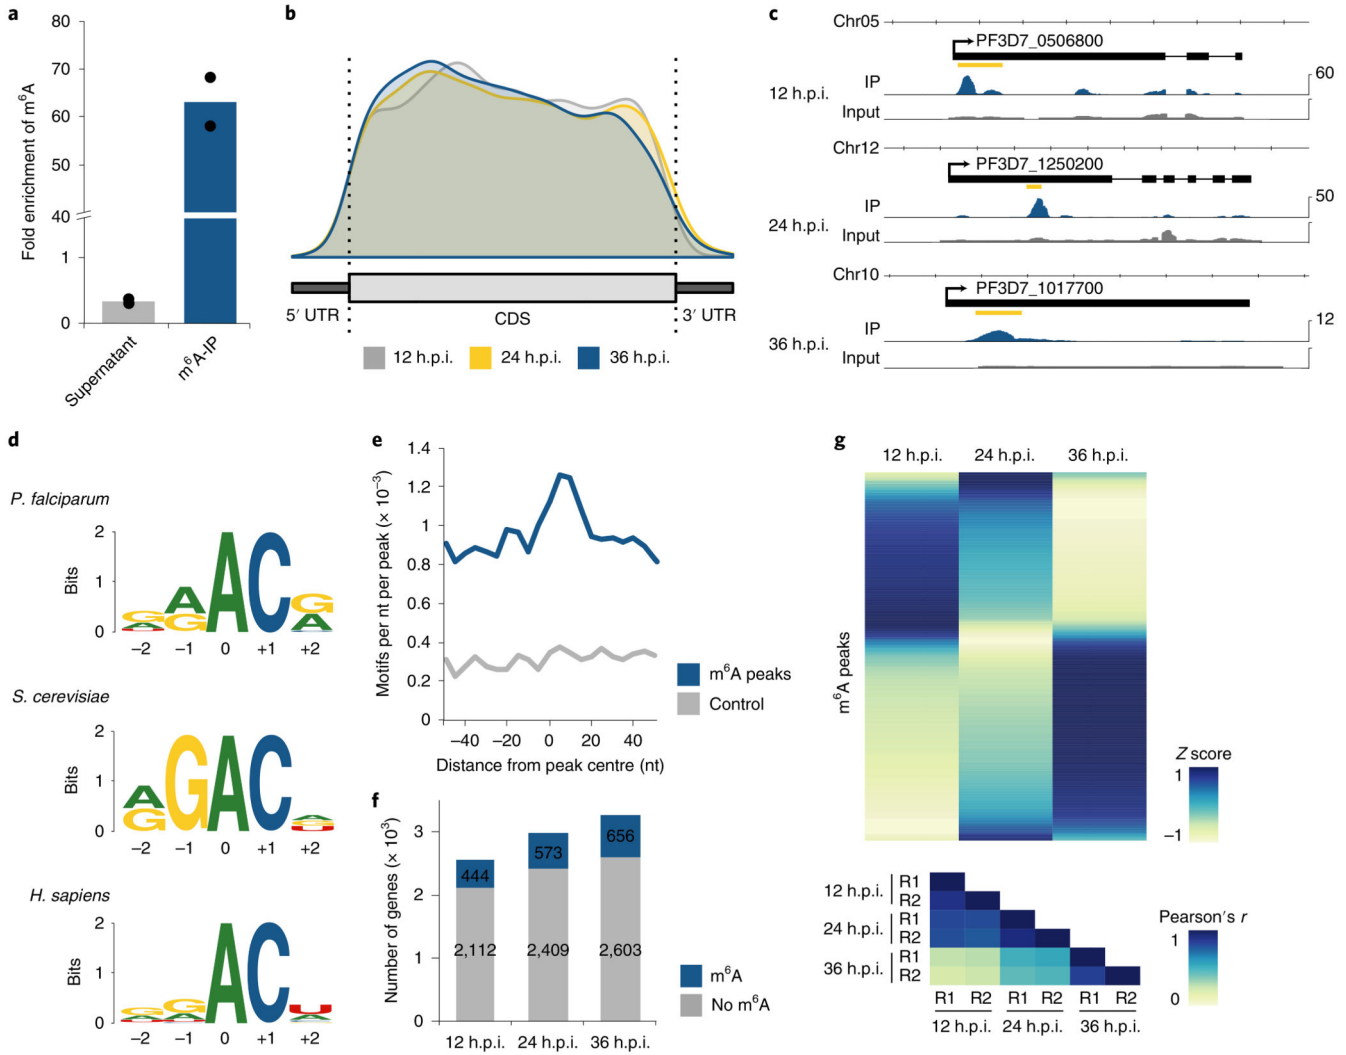 a
Fold enrichment of m⁶A
80
70
60
50
40
1
0
Supernatant
m⁶A-IP
b
5′ UTR
CDS
3′ UTR
12 h.p.i.
24 h.p.i.
36 h.p.i.
c
Chr05
PF3D7_0506800
12 h.p.i.
IP
60
Input
Chr12
PF3D7_1250200
24 h.p.i.
IP
50
Input
Chr10
PF3D7_1017700
36 h.p.i.
IP
12
Input
d
P. falciparum
Bits
2
1
0
G A A A C G
G A
–2 –1 0 +1 +2
S. cerevisiae
Bits
2
1
0
A G A C A
G G U
–2 –1 0 +1 +2
H. sapiens
Bits
2
1
0
G G A C U
A A
–2 –1 0 +1 +2
e
Motifs per nt per peak (× 10⁻³)
1.4
1.2
1
0.8
0.6
0.4
0.2
0
–40 –20 0 20 40
Distance from peak centre (nt)
m⁶A peaks
Control
f
Number of genes (× 10³)
3
2
1
0
444
573
656
2,112
2,409
2,603
12 h.p.i. 24 h.p.i. 36 h.p.i.
m⁶A
No m⁶A
g
12 h.p.i. 24 h.p.i. 36 h.p.i.
m⁶A peaks
Z score
1
–1
12 h.p.i.
R1
R2
24 h.p.i.
R1
R2
36 h.p.i.
R1
R2
R1 R2 R1 R2 R1 R2
12 h.p.i. 24 h.p.i. 36 h.p.i.
Pearson's r
1
0